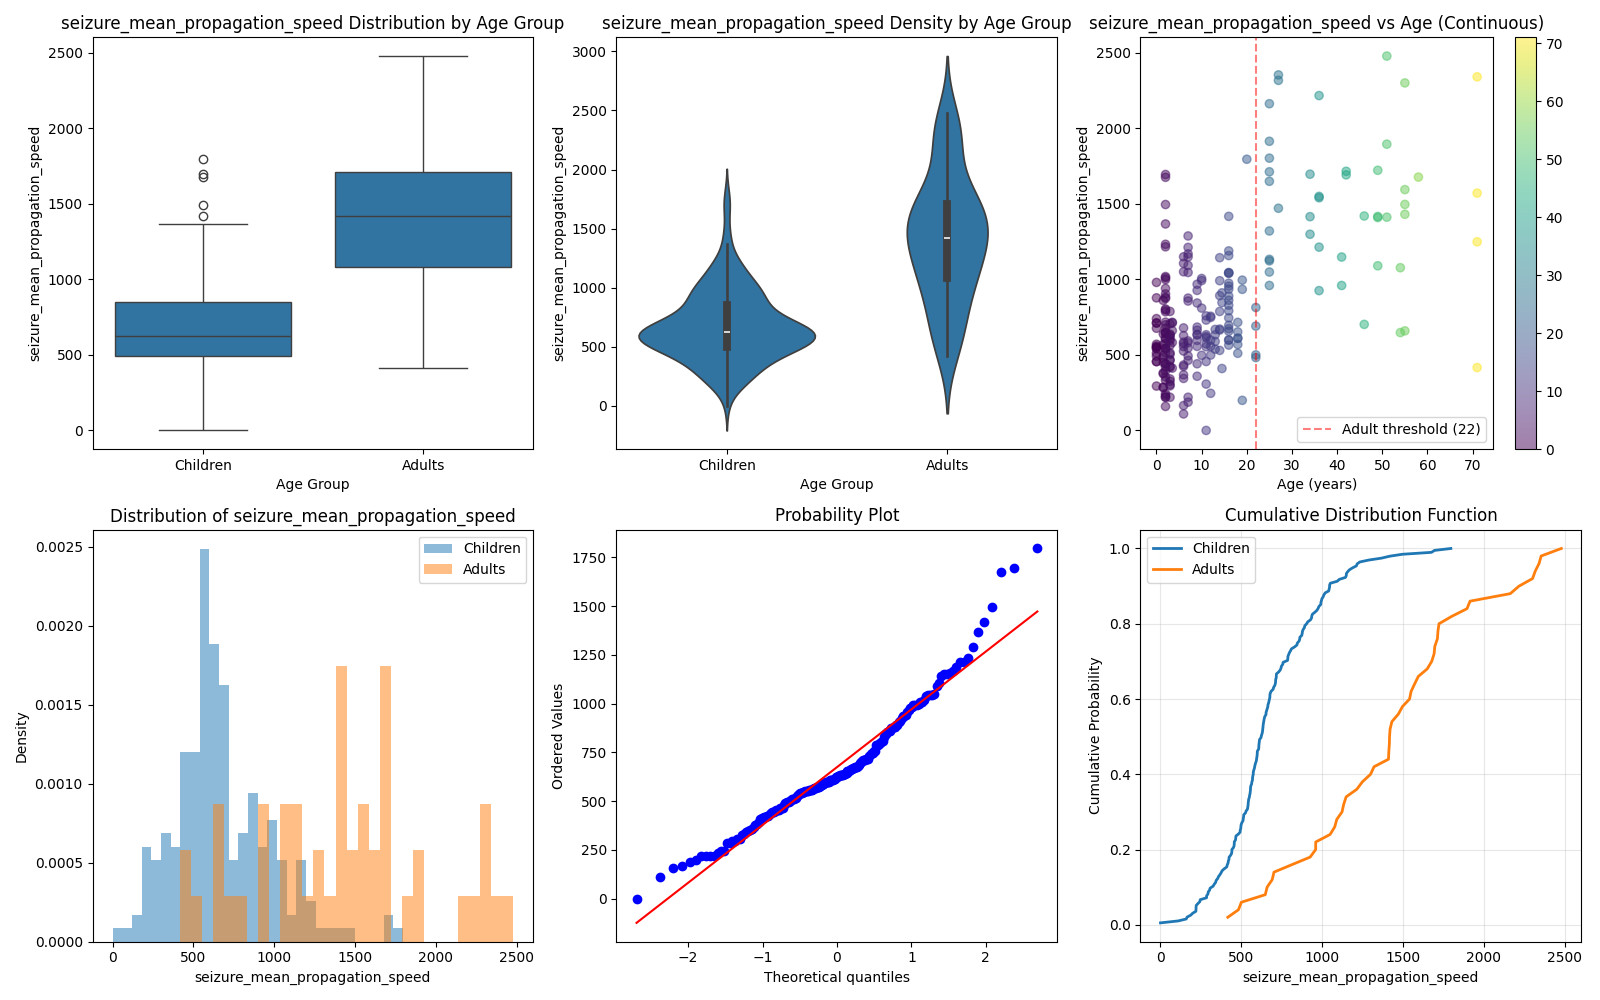 seizure_mean_propagation_speed Distribution by Age Group
seizure_mean_propagation_speed
2500
2000
1500
1000
500
0
Children
Adults
Age Group
seizure_mean_propagation_speed Density by Age Group
seizure_mean_propagation_speed
3000
2500
2000
1500
1000
500
0
Children
Adults
Age Group
seizure_mean_propagation_speed vs Age (Continuous)
seizure_mean_propagation_speed
2500
2000
1500
1000
500
0
Adult threshold (22)
0 10 20 30 40 50 60 70
Age (years)
70
60
50
40
30
20
10
0
Distribution of seizure_mean_propagation_speed
Density
0.0025
0.0020
0.0015
0.0010
0.0005
0.0000
Children
Adults
0 500 1000 1500 2000 2500
seizure_mean_propagation_speed
Probability Plot
Ordered Values
1750
1500
1250
1000
750
500
250
0
−2 −1 0 1 2
Theoretical quantiles
Cumulative Distribution Function
Cumulative Probability
1.0
0.8
0.6
0.4
0.2
0.0
Children
Adults
0 500 1000 1500 2000 2500
seizure_mean_propagation_speed